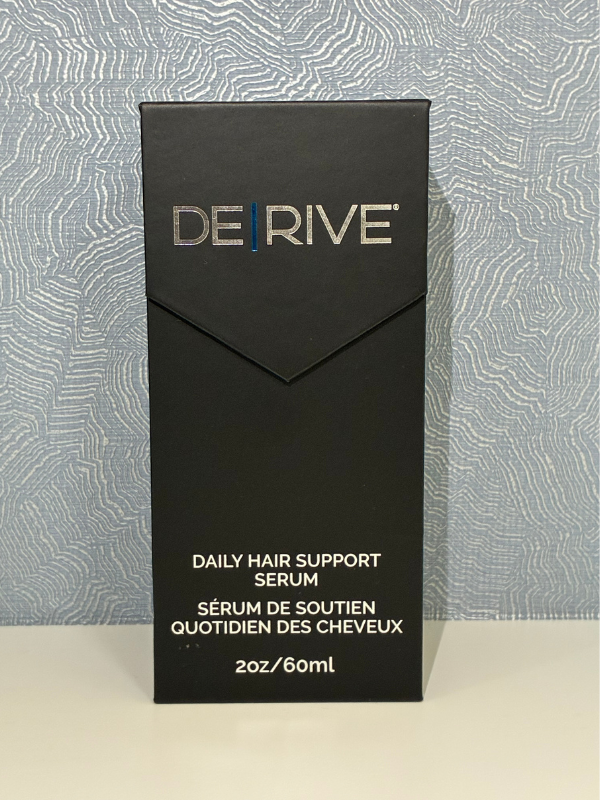 DE|RIVE®
DAILY HAIR SUPPORT
SERUM
SÉRUM DE SOUTIEN
QUOTIDIEN DES CHEVEUX
2oz/60ml